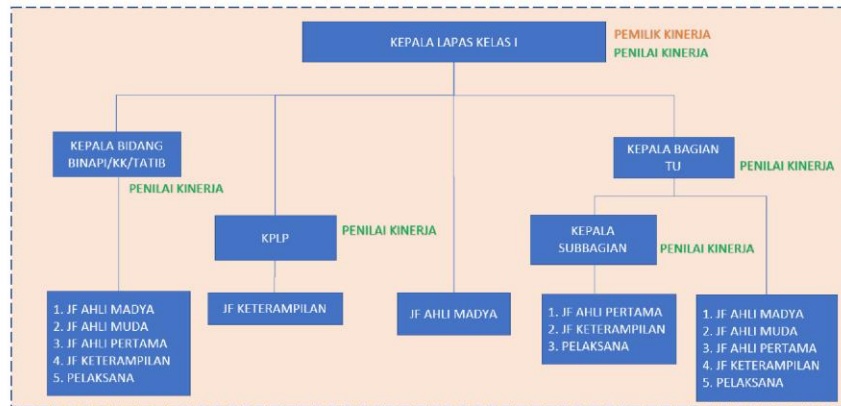 KEPALA LAPAS KELAS I
PEMILIK KINERJA
PENILAI KINERJA
KEPALA BIDANG
BINAPI/KK/TATIB
PENILAI KINERJA
KEPALA BAGIAN
TU
PENILAI KINERJA
KPLP
PENILAI KINERJA
KEPALA
SUBBAGIAN
PENILAI KINERJA
1. JF AHLI MADYA
2. JF AHLI MUDA
3. JF AHLI PERTAMA
4. JF KETERAMPILAN
5. PELAKSANA
JF KETERAMPILAN
JF AHLI MADYA
1. JF AHLI PERTAMA
2. JF KETERAMPILAN
3. PELAKSANA
1. JF AHLI MADYA
2. JF AHLI MUDA
3. JF AHLI PERTAMA
4. JF KETERAMPILAN
5. PELAKSANA